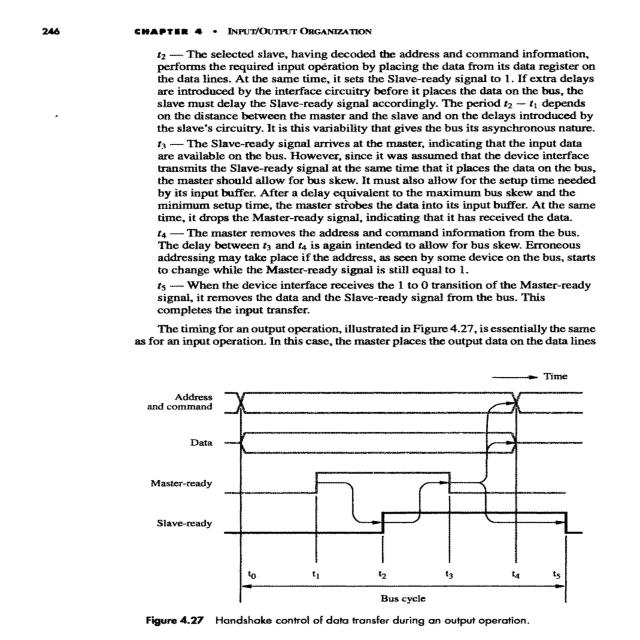 246 CHAPTER 4 • INPUT/OUTPUT ORGANIZATION
t2 — The selected slave, having decoded the address and command information,
performs the required input operation by placing the data from its data register on
the data lines. At the same time, it sets the Slave-ready signal to 1. If extra delays
are introduced by the interface circuitry before it places the data on the bus, the
slave must delay the Slave-ready signal accordingly. The period t2 − t1 depends
on the distance between the master and the slave and on the delays introduced by
the slave's circuitry. It is this variability that gives the bus its asynchronous nature.
t3 — The Slave-ready signal arrives at the master, indicating that the input data
are available on the bus. However, since it was assumed that the device interface
transmits the Slave-ready signal at the same time that it places the data on the bus,
the master should allow for bus skew. It must also allow for the setup time needed
by its input buffer. After a delay equivalent to the maximum bus skew and the
minimum setup time, the master strobes the data into its input buffer. At the same
time, it drops the Master-ready signal, indicating that it has received the data.
t4 — The master removes the address and command information from the bus.
The delay between t3 and t4 is again intended to allow for bus skew. Erroneous
addressing may take place if the address, as seen by some device on the bus, starts
to change while the Master-ready signal is still equal to 1.
t5 — When the device interface receives the 1 to 0 transition of the Master-ready
signal, it removes the data and the Slave-ready signal from the bus. This
completes the input transfer.
The timing for an output operation, illustrated in Figure 4.27, is essentially the same
as for an input operation. In this case, the master places the output data on the data lines
Time
Address
and command
Data
Master-ready
Slave-ready
t0 t1 t2 t3 t4 t5
Bus cycle
Figure 4.27 Handshake control of data transfer during an output operation.